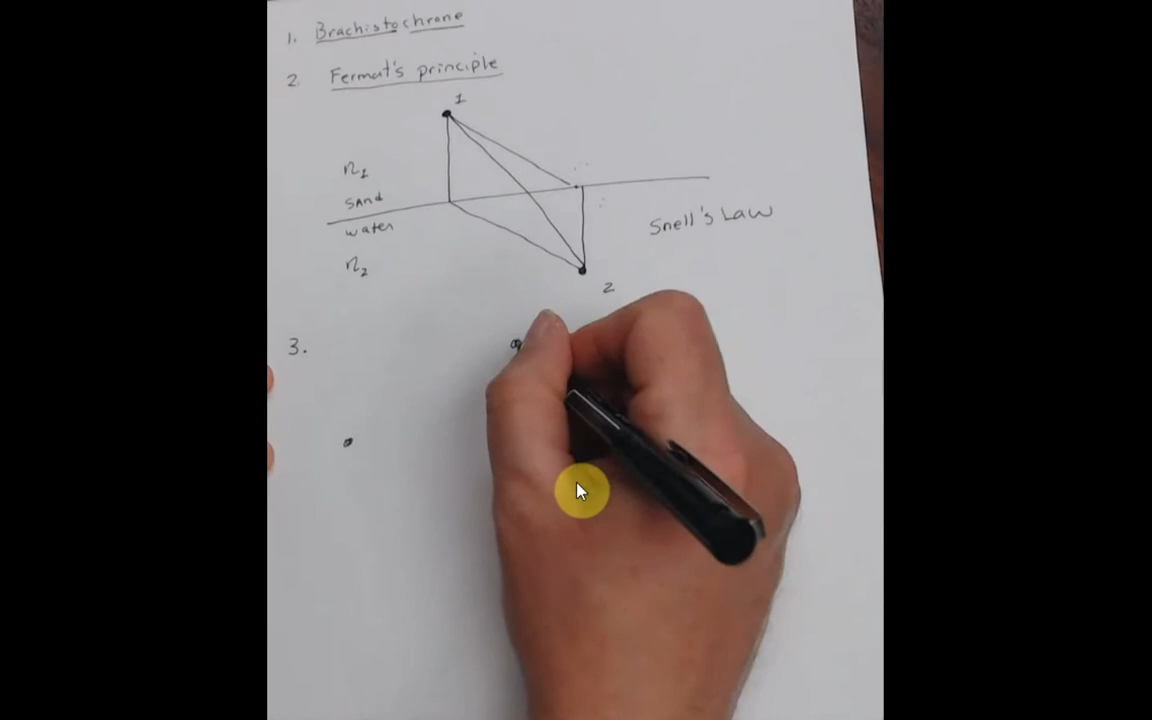 1. Brachistochrone
2. Fermat's principle
1
n1
SAnd
water
Snell's Law
n2
2
3.